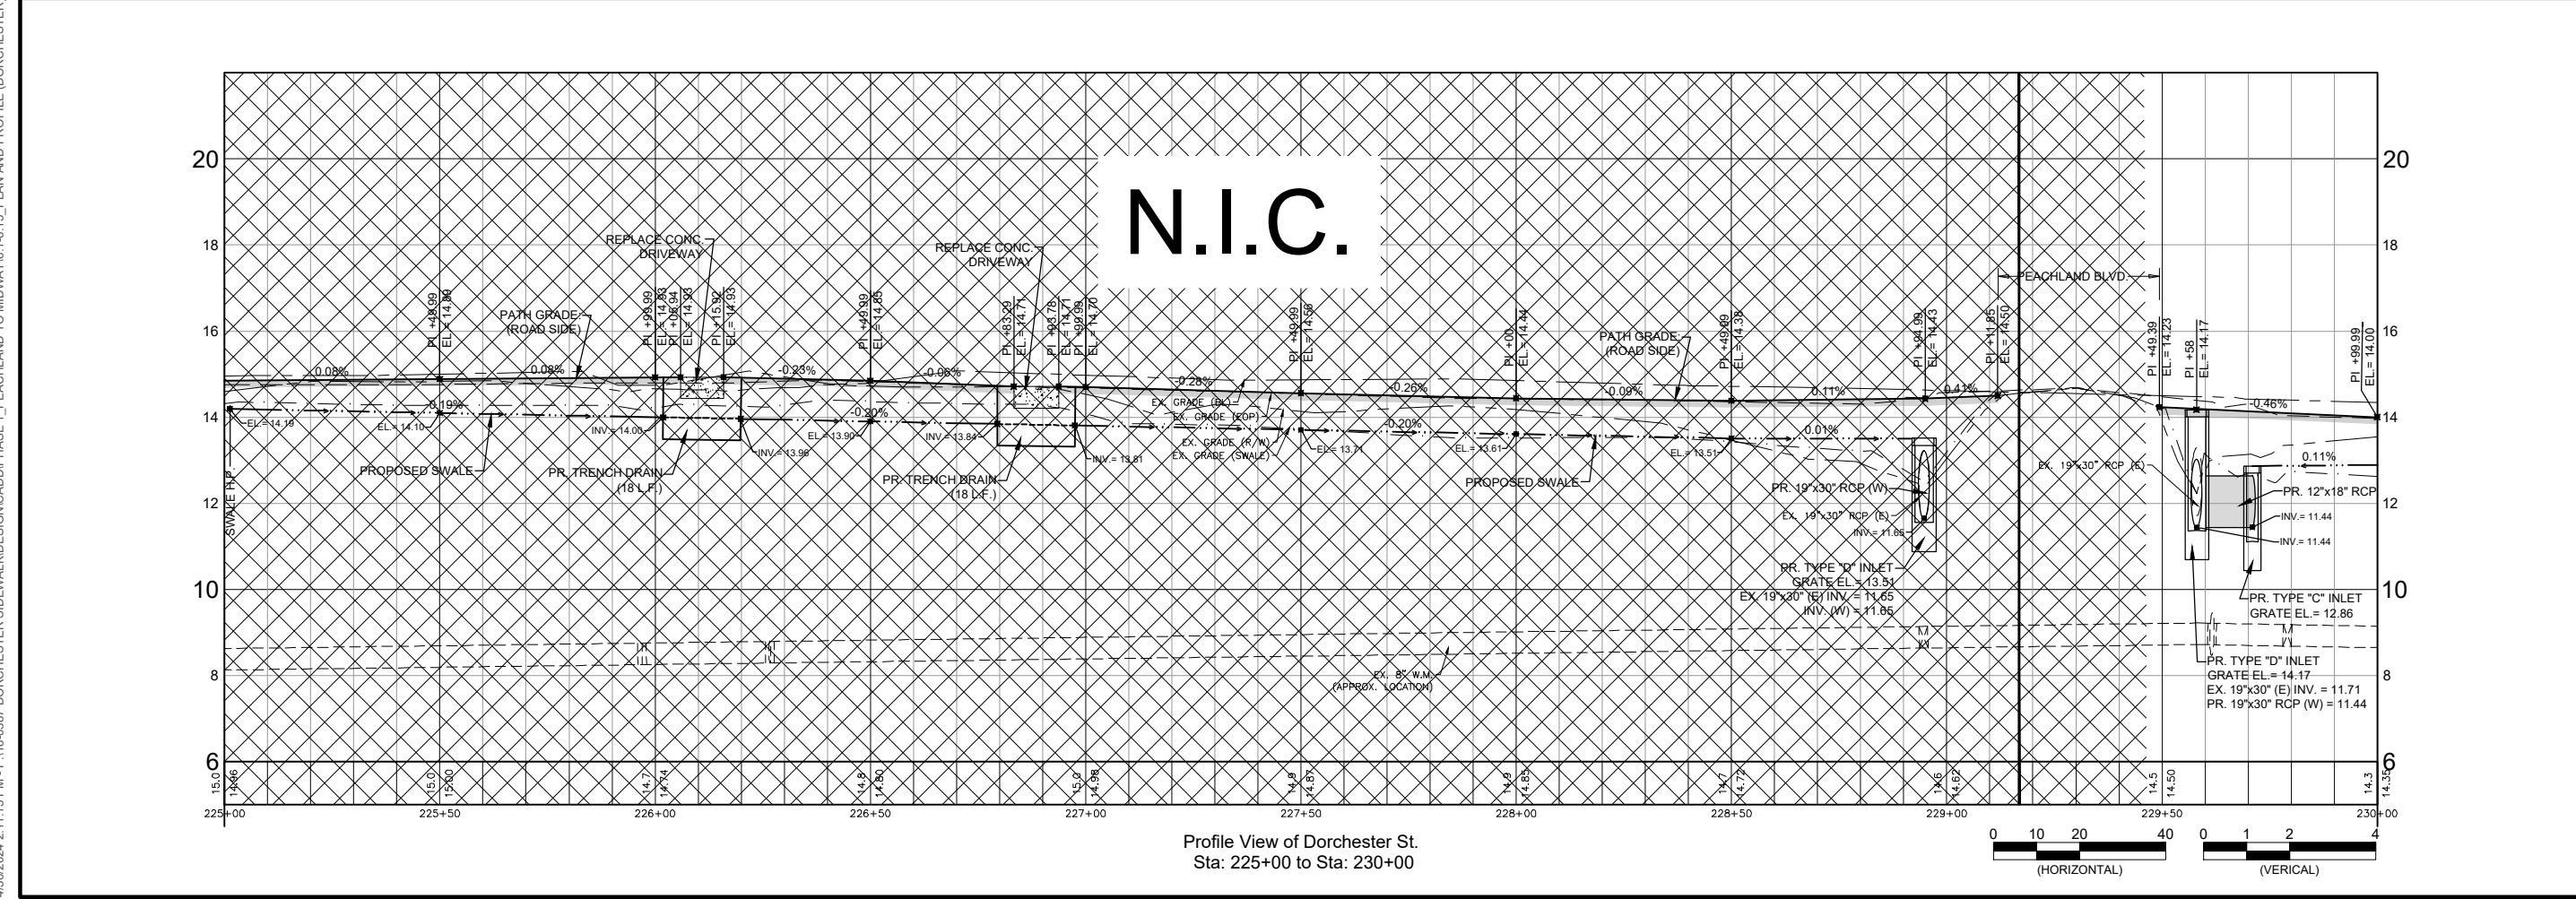 N.I.C.
20
18
16
14
12
10
8
6
20
18
16
14
12
10
8
6
REPLACE CONC.
DRIVEWAY
REPLACE CONC.
DRIVEWAY
PEACHLAND BLVD.
PATH GRADE
(ROAD SIDE)
PATH GRADE
(ROAD SIDE)
PI +49.99
EL.= 14.89
PI +99.99
EL.= 14.93
PI +05.94
EL.= 14.93
PI +15.92
EL.= 14.93
PI +49.99
EL.= 14.85
PI +83.29
EL.= 14.71
PI +93.78
EL.= 14.71
PI +99.99
EL.= 14.70
PI +49.99
EL.= 14.56
PI +00
EL.= 14.44
PI +49.99
EL.= 14.38
PI +94.99
EL.= 14.43
PI +11.85
EL.= 14.50
PI +49.39
EL.= 14.23
PI +58
EL.= 14.17
PI +99.99
EL.= 14.00
0.08%
0.08%
-0.23%
-0.06%
-0.28%
-0.26%
-0.09%
0.11%
0.41%
-0.46%
-0.19%
-0.20%
-0.20%
0.01%
0.11%
EL.= 14.19
EL.= 14.10
INV.= 14.00
INV.= 13.96
EL.= 13.90
INV.= 13.84
INV.= 13.81
EL.= 13.71
EL.= 13.61
EL.= 13.51
EX. GRADE (BL)
EX. GRADE (EOP)
EX. GRADE (R/W)
EX. GRADE (SWALE)
SWALE H.P.
PROPOSED SWALE
PR. TRENCH DRAIN
(18 L.F.)
PR. TRENCH DRAIN
(18 L.F.)
PROPOSED SWALE
PR. 19"x30" RCP (W)
EX. 19"x30" RCP (E)
INV.= 11.65
PR. TYPE "D" INLET
GRATE EL.= 13.51
EX. 19"x30" (E) INV. = 11.65
INV. (W) = 11.65
EX. 19"x30" RCP (E)
PR. 12"x18" RCP
INV.= 11.44
INV.= 11.44
PR. TYPE "C" INLET
GRATE EL.= 12.86
PR. TYPE "D" INLET
GRATE EL.= 14.17
EX. 19"x30" (E) INV. = 11.71
PR. 19"x30" RCP (W) = 11.44
EX. 8" W.M.
(APPROX. LOCATION)
15.0
14.96
15.0
15.00
14.7
14.74
14.8
14.80
15.0
14.98
14.9
14.87
14.9
14.85
14.7
14.72
14.6
14.62
14.5
14.50
14.3
14.35
225+00
225+50
226+00
226+50
227+00
227+50
228+00
228+50
229+00
229+50
230+00
Profile View of Dorchester St.
Sta: 225+00 to Sta: 230+00
0 10 20 40
(HORIZONTAL)
0 1 2 4
(VERICAL)